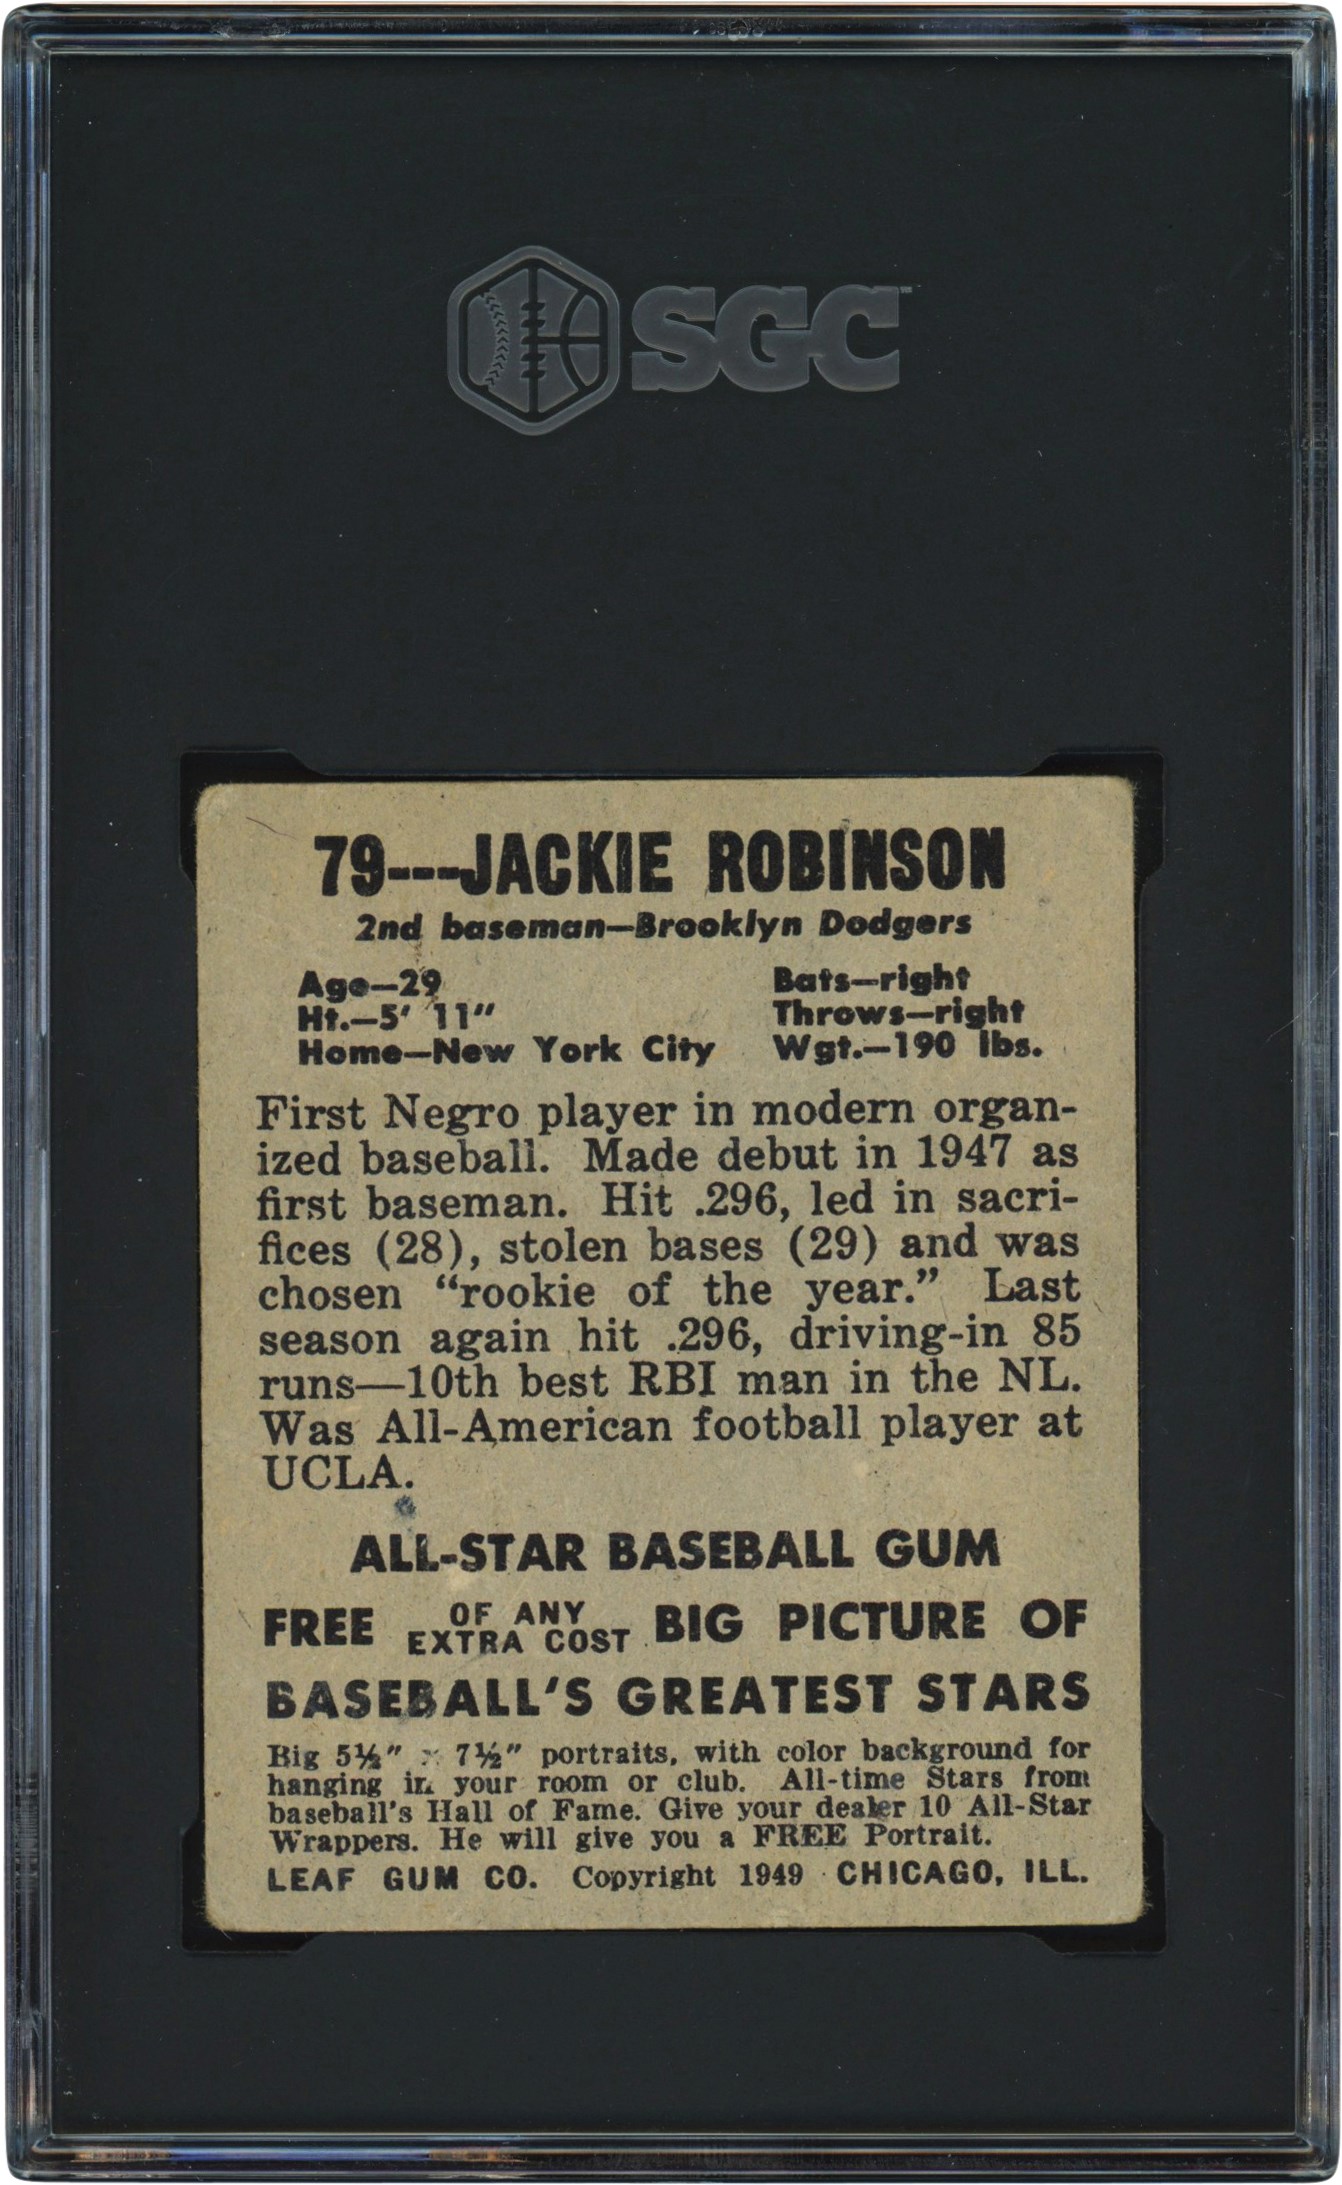 SGC™
79---JACKIE ROBINSON
2nd baseman—Brooklyn Dodgers
Age—29 Bats—right
Ht.—5' 11" Throws—right
Home—New York City Wgt.—190 lbs.
First Negro player in modern organ-
ized baseball. Made debut in 1947 as
first baseman. Hit .296, led in sacri-
fices (28), stolen bases (29) and was
chosen "rookie of the year." Last
season again hit .296, driving-in 85
runs—10th best RBI man in the NL.
Was All-American football player at
UCLA.
ALL-STAR BASEBALL GUM
FREE OF ANY EXTRA COST BIG PICTURE OF
BASEBALL'S GREATEST STARS
Big 5½" x 7½" portraits, with color background for
hanging in your room or club. All-time Stars from
baseball's Hall of Fame. Give your dealer 10 All-Star
Wrappers. He will give you a FREE Portrait.
LEAF GUM CO. Copyright 1949 CHICAGO, ILL.